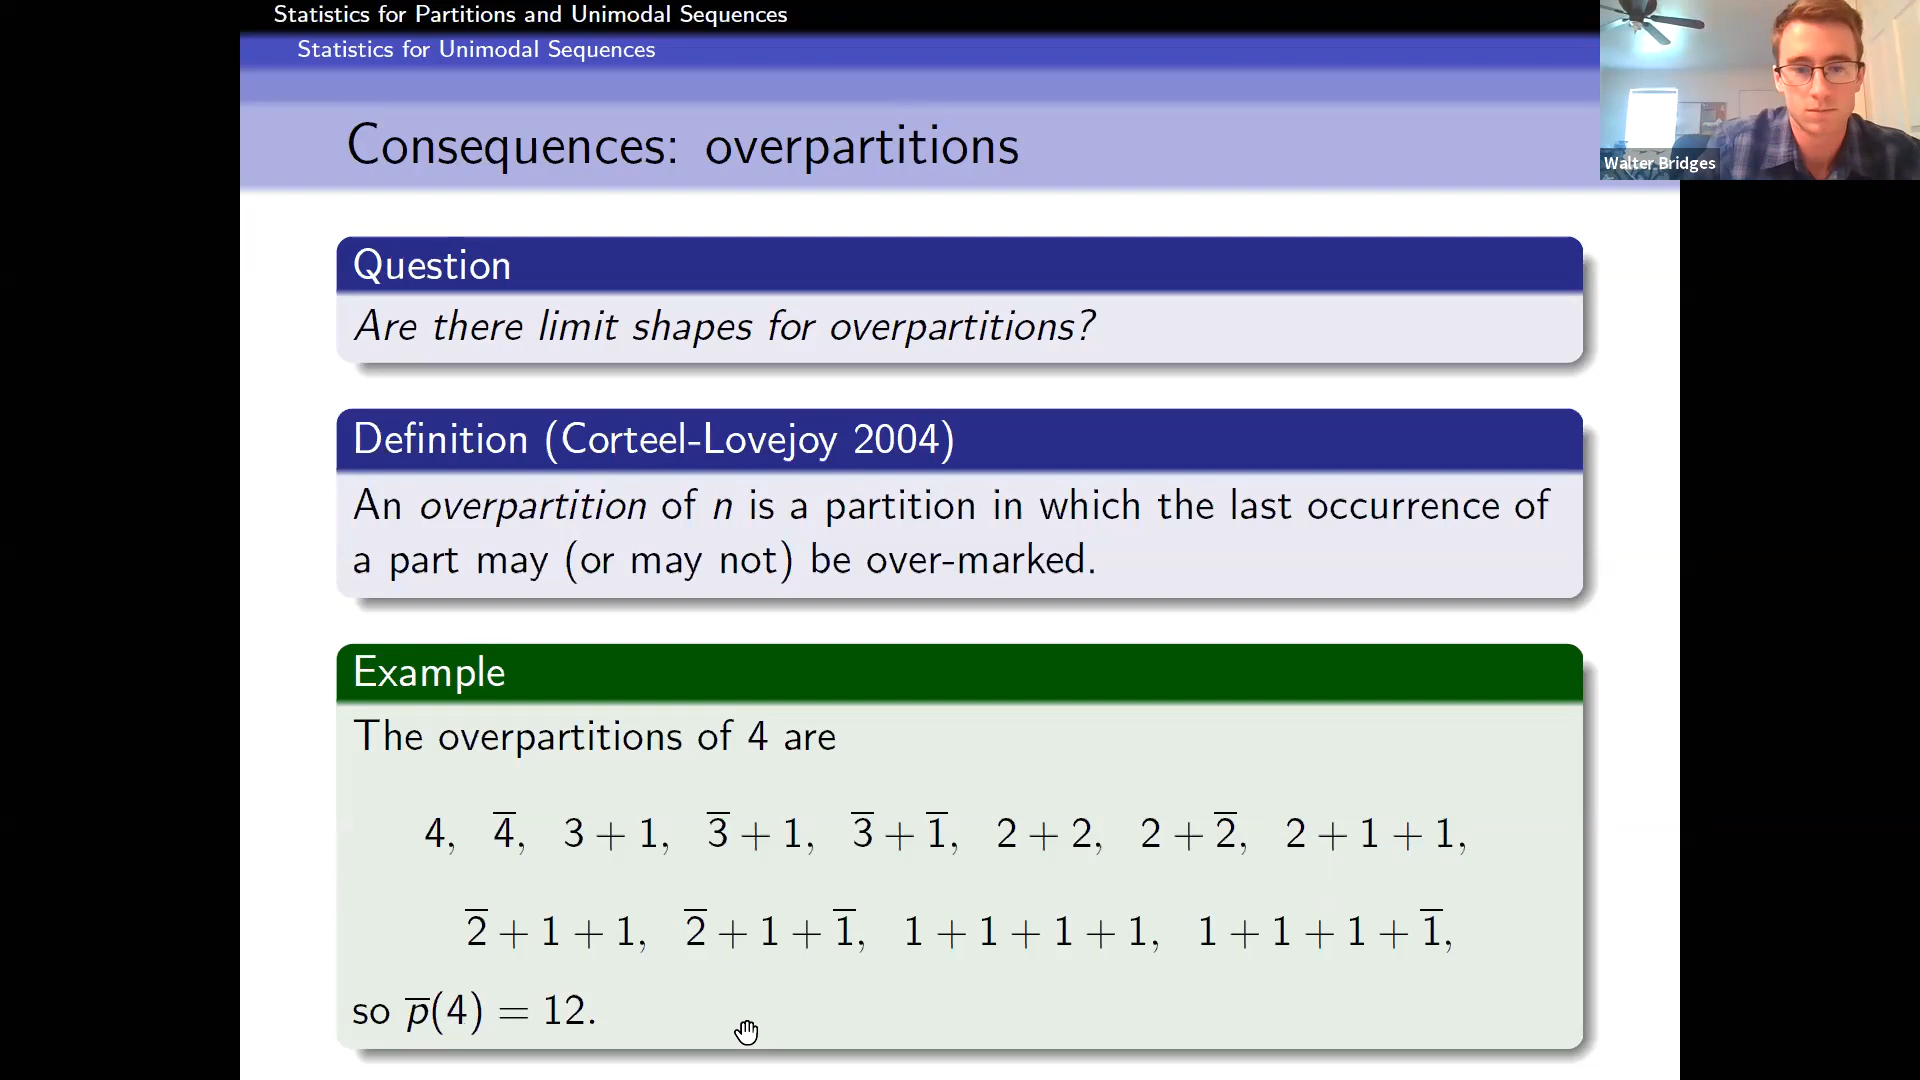 Statistics for Partitions and Unimodal Sequences
Statistics for Unimodal Sequences
Walter Bridges
Consequences: overpartitions
Question
Are there limit shapes for overpartitions?
Definition (Corteel-Lovejoy 2004)
An overpartition of n is a partition in which the last occurrence of
a part may (or may not) be over-marked.
Example
The overpartitions of 4 are
4, 4̅, 3 + 1, 3̅ + 1, 3̅ + 1̅, 2 + 2, 2 + 2̅, 2 + 1 + 1,
2̅ + 1 + 1, 2̅ + 1 + 1̅, 1 + 1 + 1 + 1, 1 + 1 + 1 + 1̅,
so p̅(4) = 12.